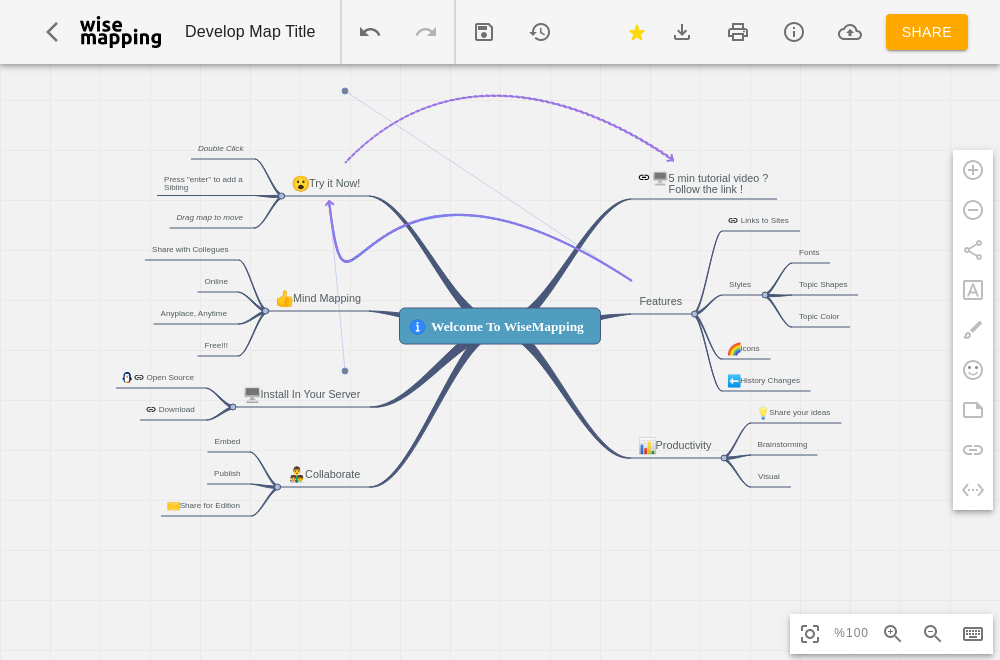 wise
mapping
Develop Map Title
SHARE
Double Click
Press "enter" to add a
Sibling
Drag map to move
Try it Now!
Share with Collegues
Online
Anyplace, Anytime
Free!!!
Mind Mapping
Open Source
Download
Install In Your Server
Embed
Publish
Share for Edition
Collaborate
Welcome To WiseMapping
5 min tutorial video ?
Follow the link !
Links to Sites
Fonts
Styles
Topic Shapes
Topic Color
Features
Icons
History Changes
Share your ideas
Productivity
Brainstorming
Visual
A
%100